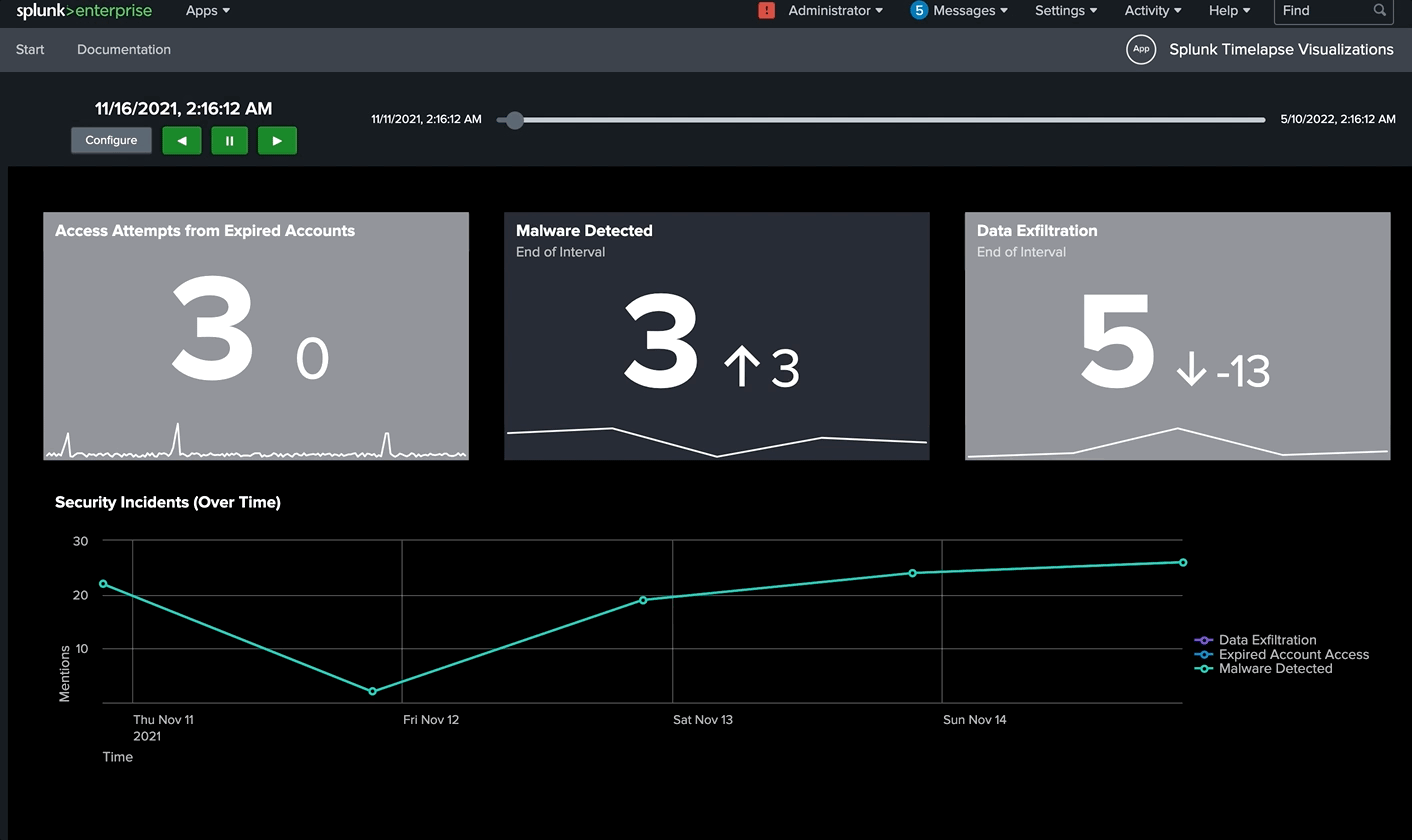 splunk>enterprise Apps ! Administrator 5 Messages Settings Activity Help Find
Start Documentation App Splunk Timelapse Visualizations
11/16/2021, 2:16:12 AM
11/11/2021, 2:16:12 AM 5/10/2022, 2:16:12 AM
Configure
Access Attempts from Expired Accounts
3 0
Malware Detected
End of Interval
3 3
Data Exfiltration
End of Interval
5 -13
Security Incidents (Over Time)
30
20
10
Mentions
Thu Nov 11 Fri Nov 12 Sat Nov 13 Sun Nov 14
2021
Time
Data Exfiltration
Expired Account Access
Malware Detected